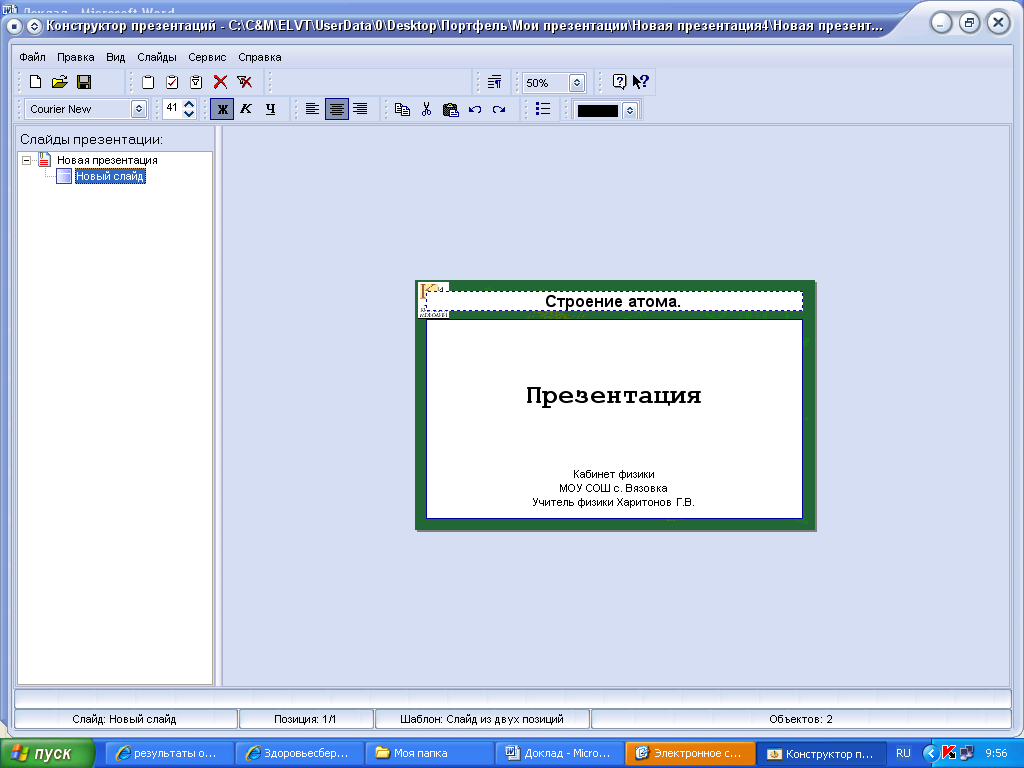 Доклад - Microsoft Word
Конструктор презентаций - C:\C&M\ELVT\UserData\0\Desktop\Портфель\Мои презентации\Новая презентация4\Новая презент...
Файл Правка Вид Слайды Сервис Справка
50%
Courier New 41 Ж К Ч
Слайды презентации:
Новая презентация
Новый слайд
Строение атома.
Презентация
Кабинет физики
МОУ СОШ с. Вязовка
Учитель физики Харитонов Г.В.
Слайд: Новый слайд Позиция: 1/1 Шаблон: Слайд из двух позиций Объектов: 2
пуск результаты о... Здоровьесбер... Моя папка Доклад - Micro... Электронное с... Конструктор п... RU 9:56